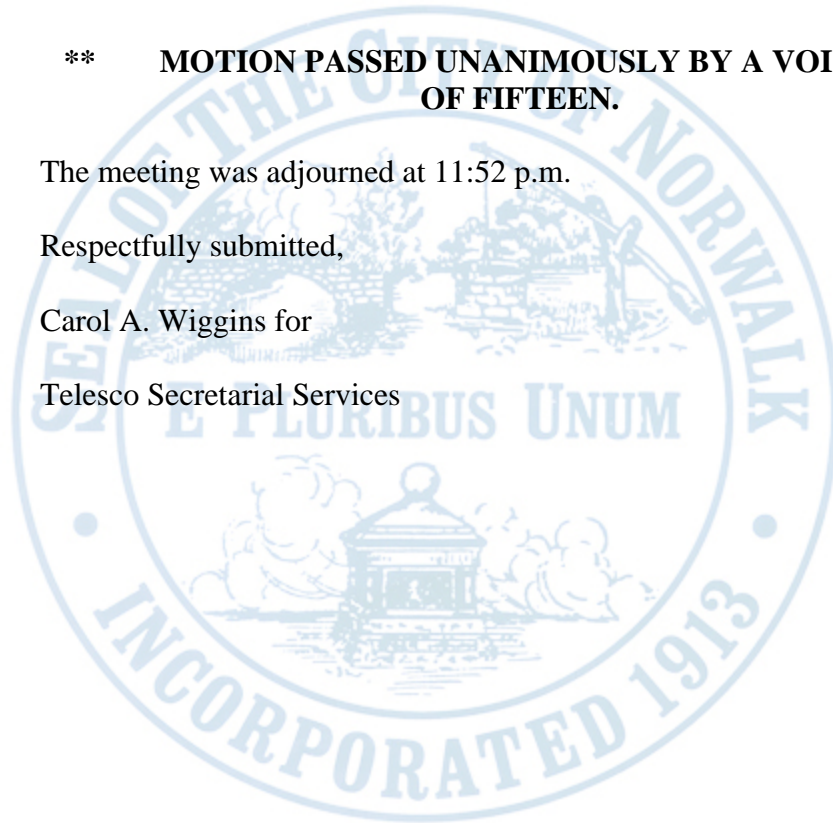 ** MOTION PASSED UNANIMOUSLY BY A VOI
OF FIFTEEN.
The meeting was adjourned at 11:52 p.m.
Respectfully submitted,
Carol A. Wiggins for
Telesco Secretarial Services
SEAL OF THE CITY OF NORWALK
E PLURIBUS UNUM
INCORPORATED 1913